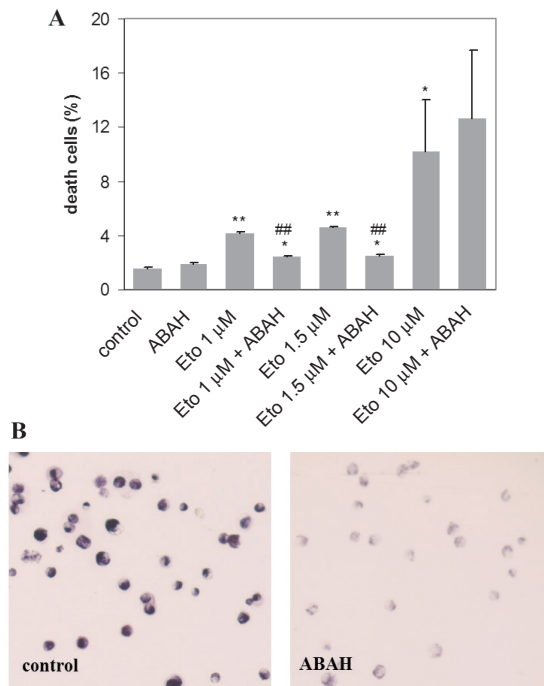 A
death cells (%)
20
16
12
8
4
0
**
##
*
**
##
*
*
control
ABAH
Eto 1 µM
Eto 1 µM + ABAH
Eto 1.5 µM
Eto 1.5 µM + ABAH
Eto 10 µM
Eto 10 µM + ABAH
B
control
ABAH